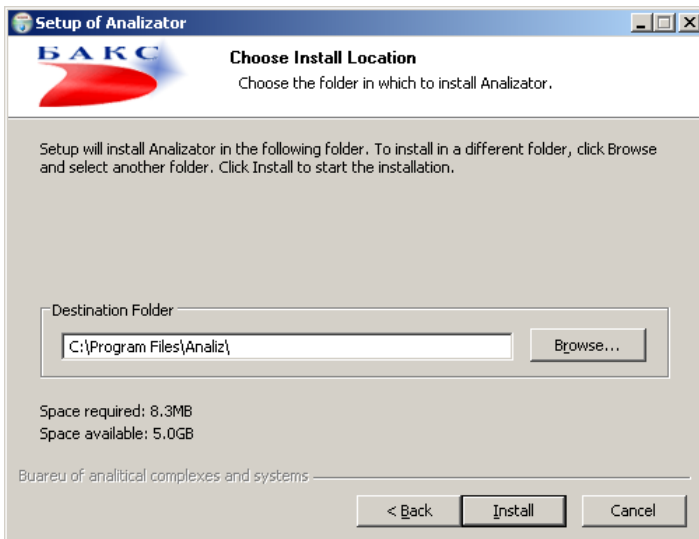 Setup of Analizator
БАКС
Choose Install Location
Choose the folder in which to install Analizator.
Setup will install Analizator in the following folder. To install in a different folder, click Browse
and select another folder. Click Install to start the installation.
Destination Folder
C:\Program Files\Analiz\
Browse...
Space required: 8.3MB
Space available: 5.0GB
Buareu of analitical complexes and systems
< Back
Install
Cancel